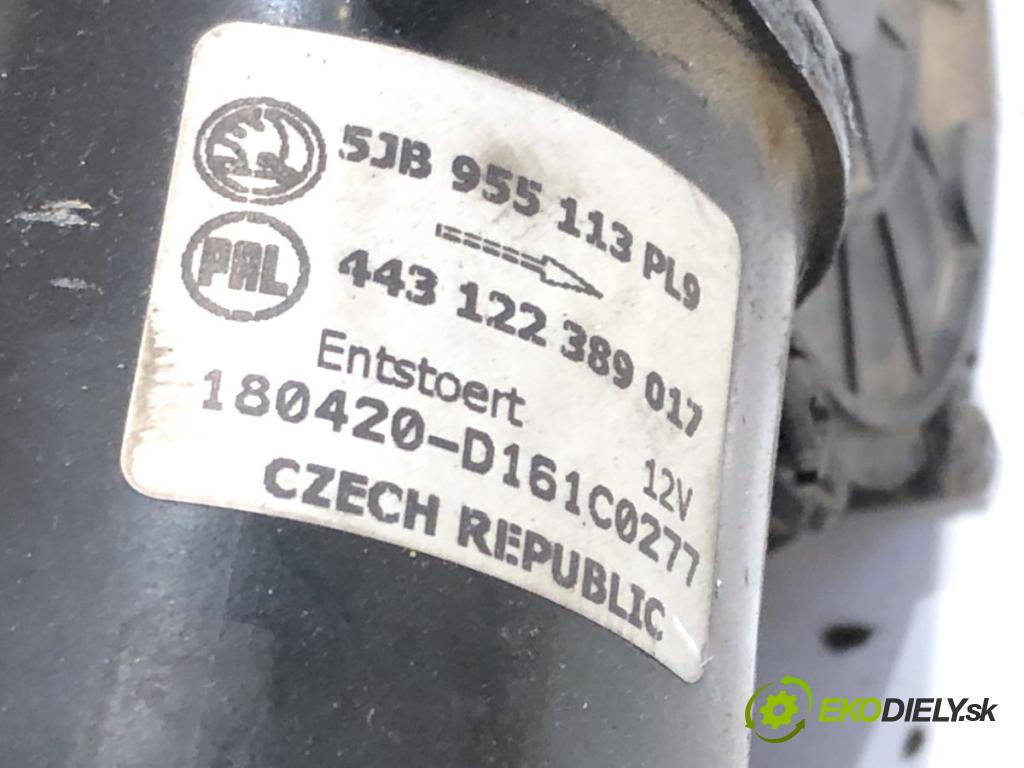 5JB 955 113 PL9
PAL
443 122 389 017
Entstoert
12V
180420-D161C0277
CZECH REPUBLIC
EKODIELY.sk